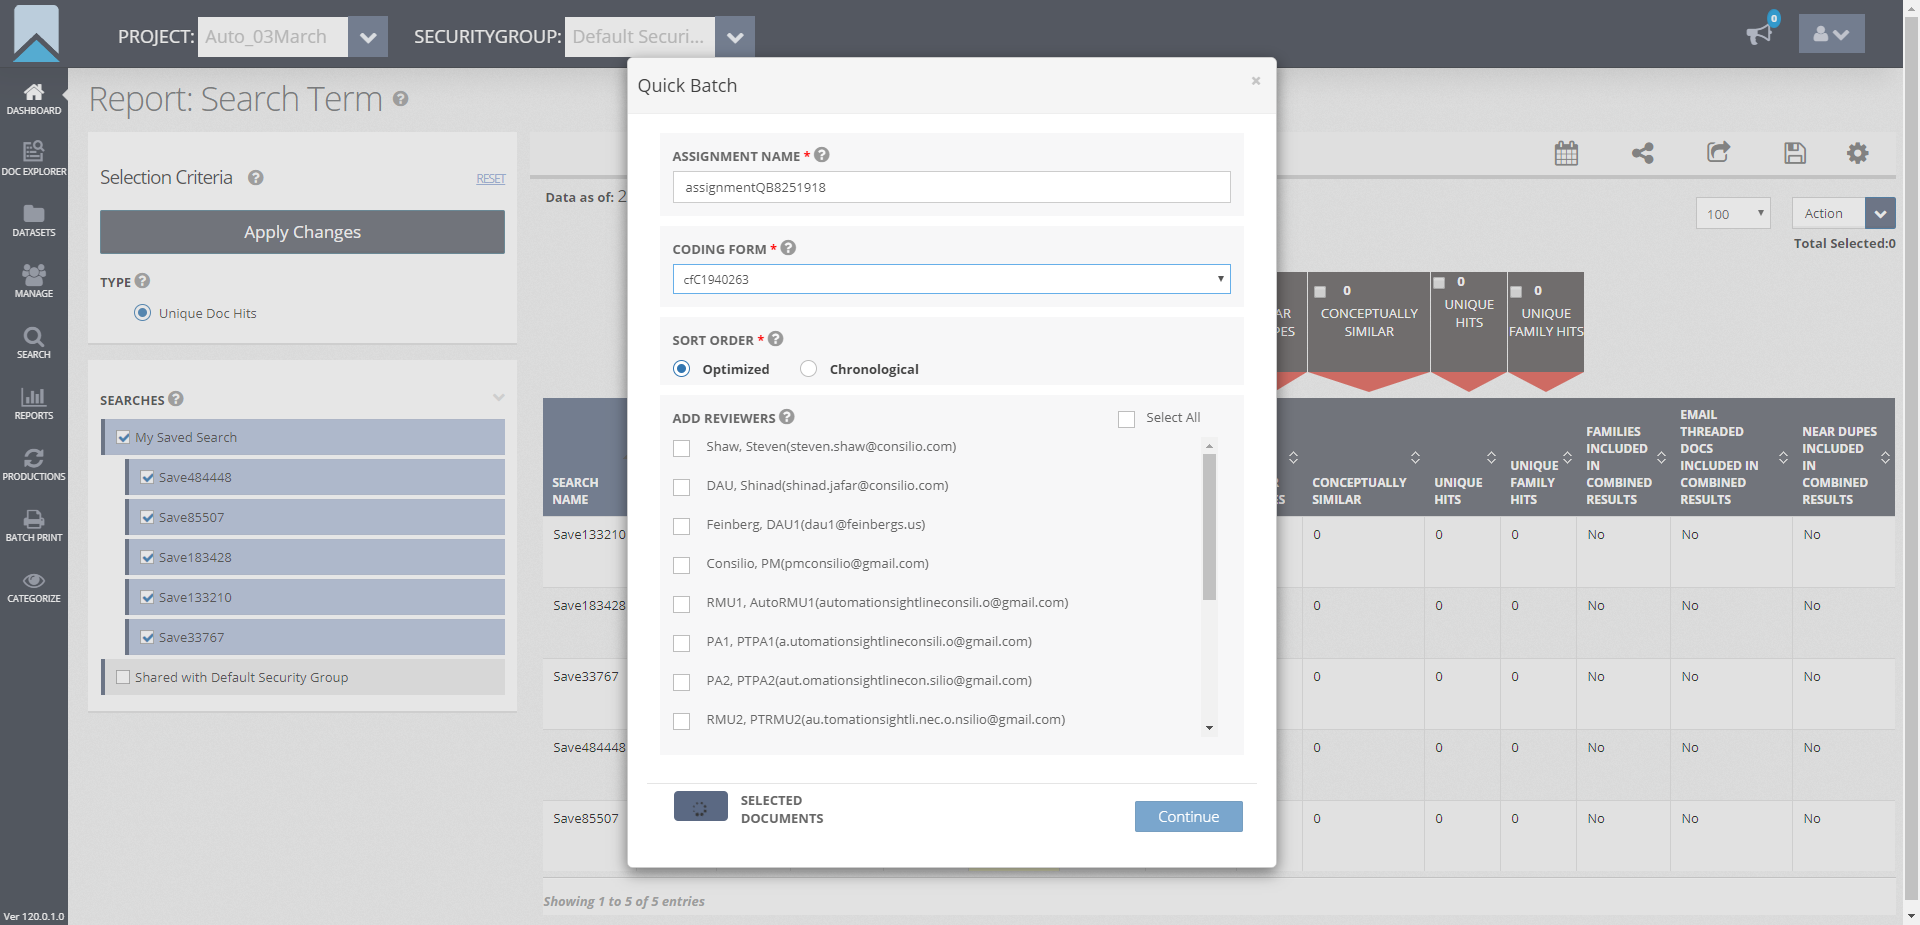 PROJECT: Auto_03March SECURITYGROUP: Default Securi... 0
DASHBOARD
DOC EXPLORER
DATASETS
MANAGE
SEARCH
REPORTS
PRODUCTIONS
BATCH PRINT
CATEGORIZE
Ver 120.0.1.0
Report: Search Term
Selection Criteria RESET
Apply Changes
TYPE
Unique Doc Hits
SEARCHES
My Saved Search
Save484448
Save85507
Save183428
Save133210
Save33767
Shared with Default Security Group
Quick Batch ×
ASSIGNMENT NAME *
assignmentQB8251918
CODING FORM *
cfC1940263
SORT ORDER *
Optimized Chronological
ADD REVIEWERS Select All
Shaw, Steven(steven.shaw@consilio.com)
DAU, Shinad(shinad.jafar@consilio.com)
Feinberg, DAU1(dau1@feinbergs.us)
Consilio, PM(pmconsilio@gmail.com)
RMU1, AutoRMU1(automationsightlineconsili.o@gmail.com)
PA1, PTPA1(a.utomationsightlineconsili.o@gmail.com)
PA2, PTPA2(aut.omationsightlinecon.silio@gmail.com)
RMU2, PTRMU2(au.tomationsightli.nec.o.nsilio@gmail.com)
SELECTED
DOCUMENTS
Continue
Data as of: 2
100 Action
Total Selected:0
AR
PES
0
CONCEPTUALLY
SIMILAR
0
UNIQUE
HITS
0
UNIQUE
FAMILY HITS
SEARCH
NAME
CONCEPTUALLY
SIMILAR
UNIQUE
HITS
UNIQUE
FAMILY
HITS
FAMILIES
INCLUDED
IN
COMBINED
RESULTS
EMAIL
THREADED
DOCS
INCLUDED IN
COMBINED
RESULTS
NEAR DUPES
INCLUDED
IN
COMBINED
RESULTS
Save133210 0 0 0 No No No
Save183428 0 0 0 No No No
Save33767 0 0 0 No No No
Save484448 0 0 0 No No No
Save85507 0 0 0 No No No
Showing 1 to 5 of 5 entries